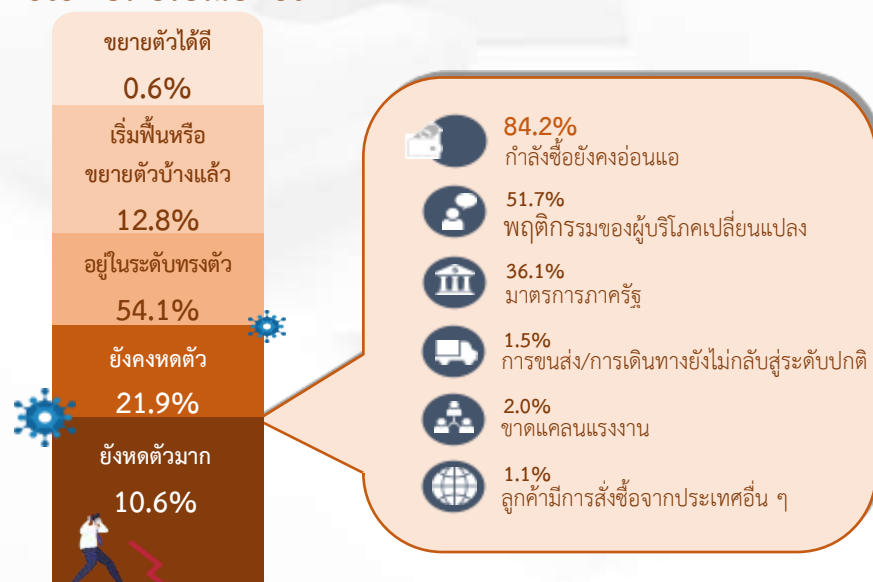 ขยายตัวได้ดี
0.6%
เริ่มฟื้นหรือ
ขยายตัวบ้างแล้ว
12.8%
อยู่ในระดับทรงตัว
54.1%
ยังคงหดตัว
21.9%
ยังหดตัวมาก
10.6%
84.2%
กำลังซื้อยังคงอ่อนแอ
51.7%
พฤติกรรมของผู้บริโภคเปลี่ยนแปลง
36.1%
มาตรการภาครัฐ
1.5%
การขนส่ง/การเดินทางยังไม่กลับสู่ระดับปกติ
2.0%
ขาดแคลนแรงงาน
1.1%
ลูกค้ามีการสั่งซื้อจากประเทศอื่น ๆ